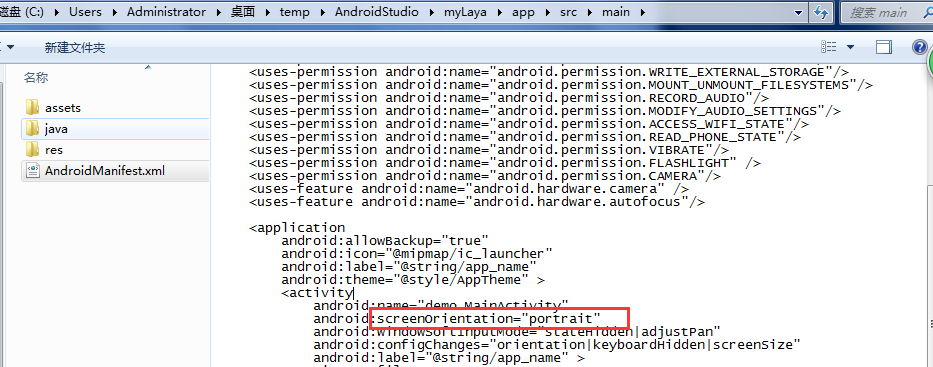 磁盘 (C:) ▸ Users ▸ Administrator ▸ 桌面 ▸ temp ▸ AndroidStudio ▸ myLaya ▸ app ▸ src ▸ main ▸
搜索 main
新建文件夹
名称
assets
java
res
AndroidManifest.xml
<uses-permission android:name="android.permission.WRITE_EXTERNAL_STORAGE"/>
<uses-permission android:name="android.permission.MOUNT_UNMOUNT_FILESYSTEMS"/>
<uses-permission android:name="android.permission.RECORD_AUDIO"/>
<uses-permission android:name="android.permission.MODIFY_AUDIO_SETTINGS"/>
<uses-permission android:name="android.permission.ACCESS_WIFI_STATE"/>
<uses-permission android:name="android.permission.READ_PHONE_STATE"/>
<uses-permission android:name="android.permission.VIBRATE"/>
<uses-permission android:name="android.permission.FLASHLIGHT" />
<uses-permission android:name="android.permission.CAMERA"/>
<uses-feature android:name="android.hardware.camera" />
<uses-feature android:name="android.hardware.autofocus"/>
<application
android:allowBackup="true"
android:icon="@mipmap/ic_launcher"
android:label="@string/app_name"
android:theme="@style/AppTheme" >
<activity
android:name="demo.MainActivity"
android:screenOrientation="portrait"
android:windowSoftInputMode="stateHidden|adjustPan"
android:configChanges="orientation|keyboardHidden|screenSize"
android:label="@string/app_name" >